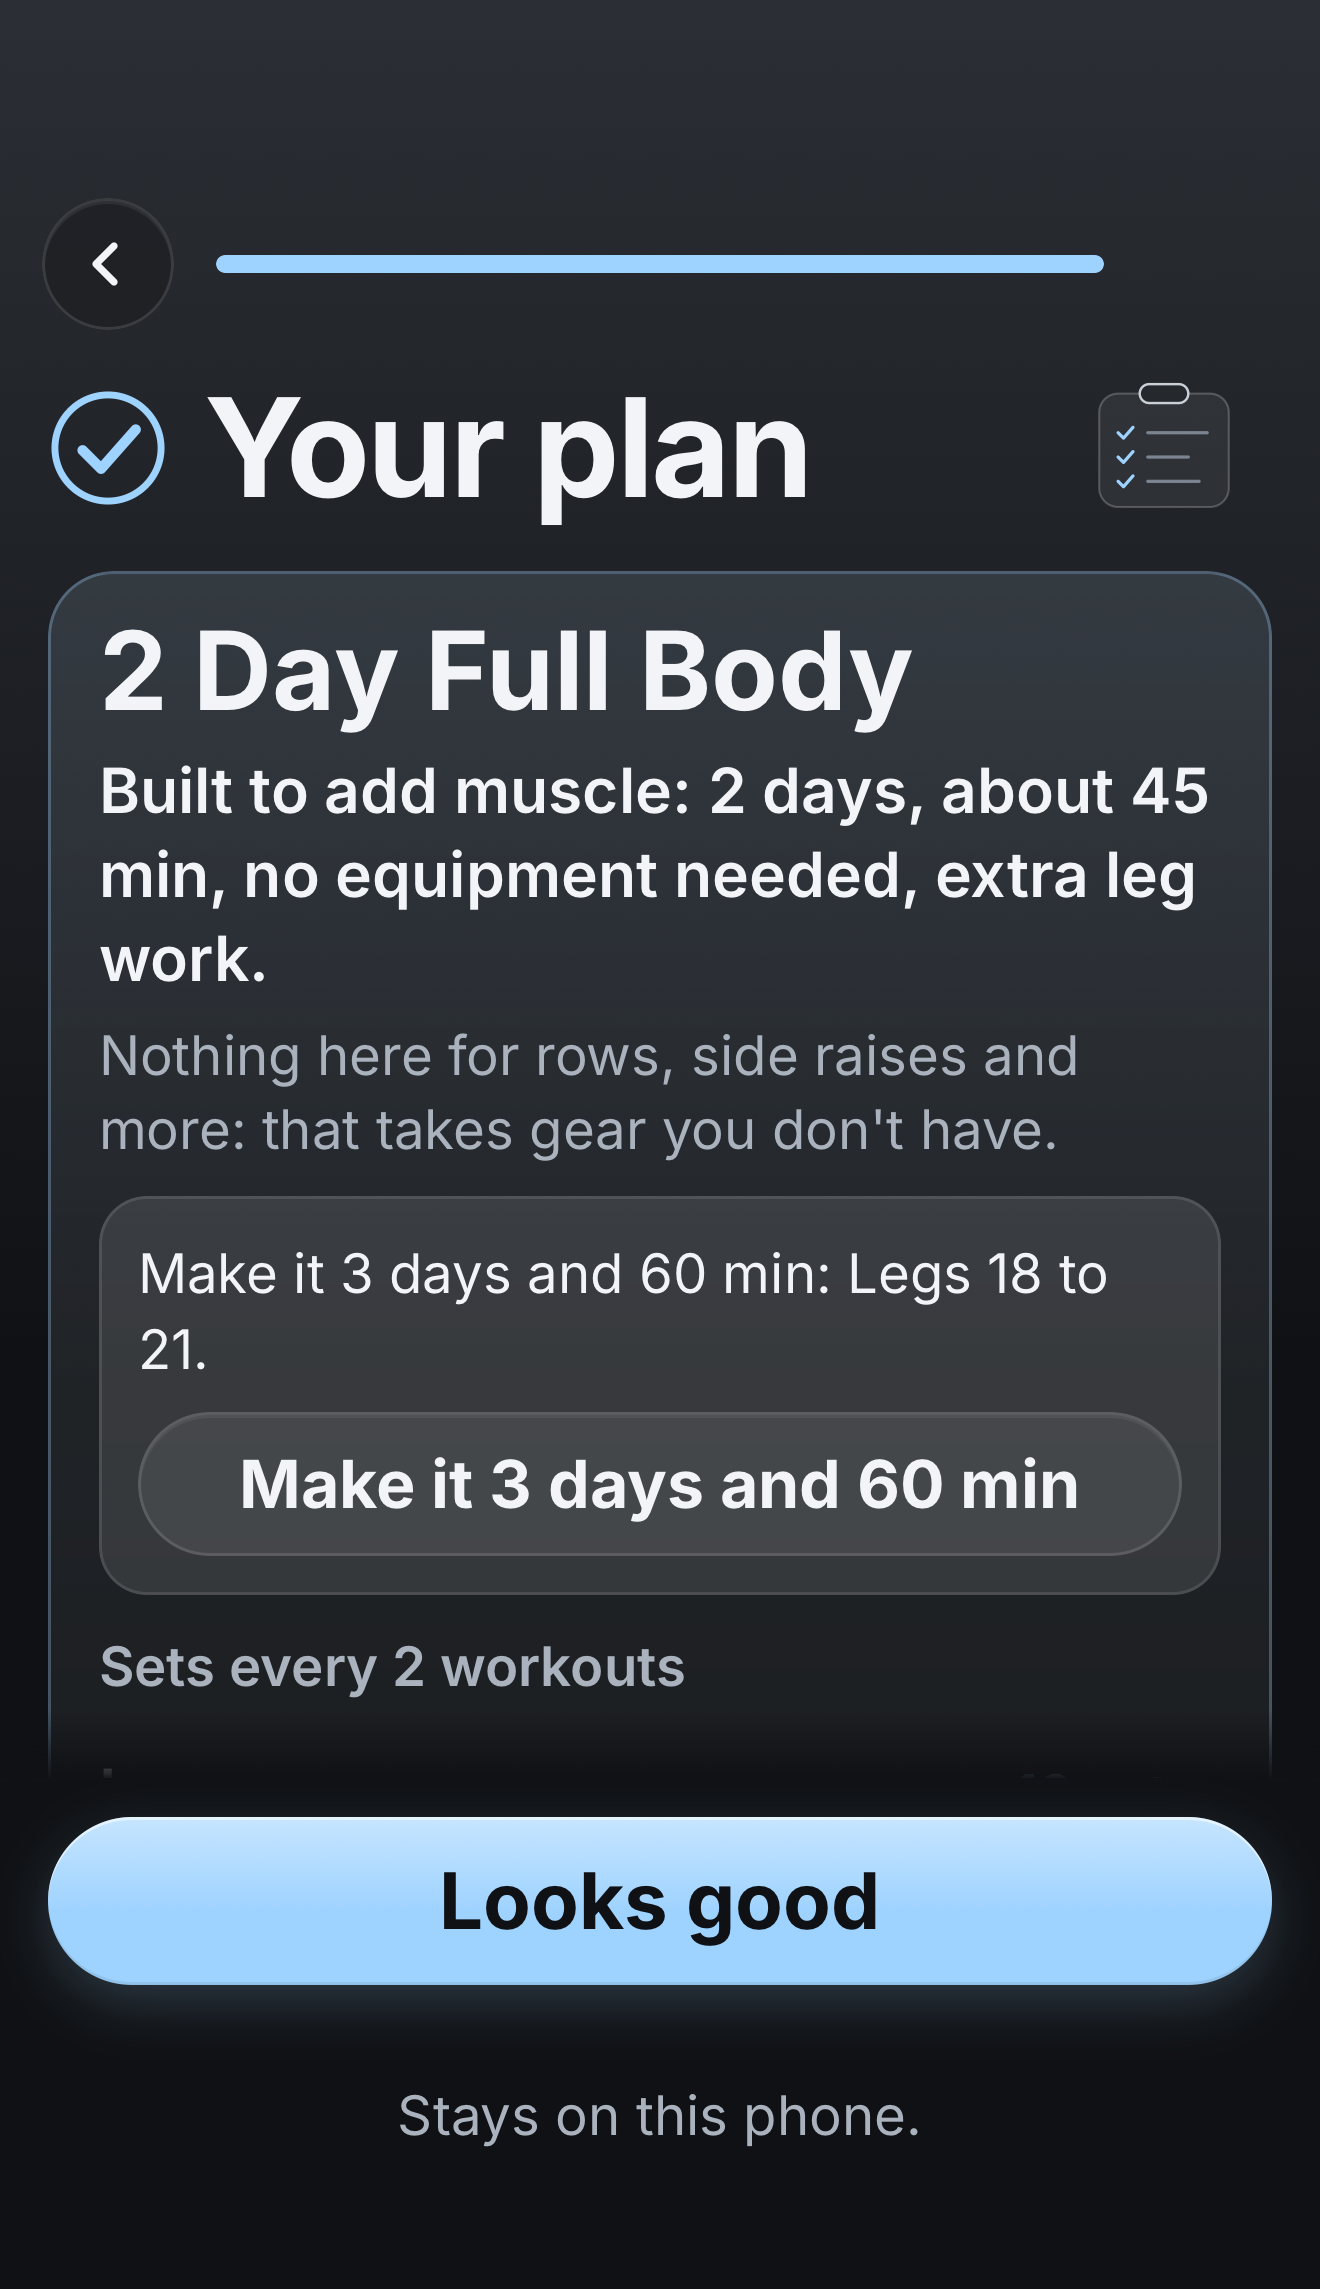 Your plan
2 Day Full Body
Built to add muscle: 2 days, about 45
min, no equipment needed, extra leg
work.
Nothing here for rows, side raises and
more: that takes gear you don't have.
Make it 3 days and 60 min: Legs 18 to
21.
Make it 3 days and 60 min
Sets every 2 workouts
Looks good
Stays on this phone.